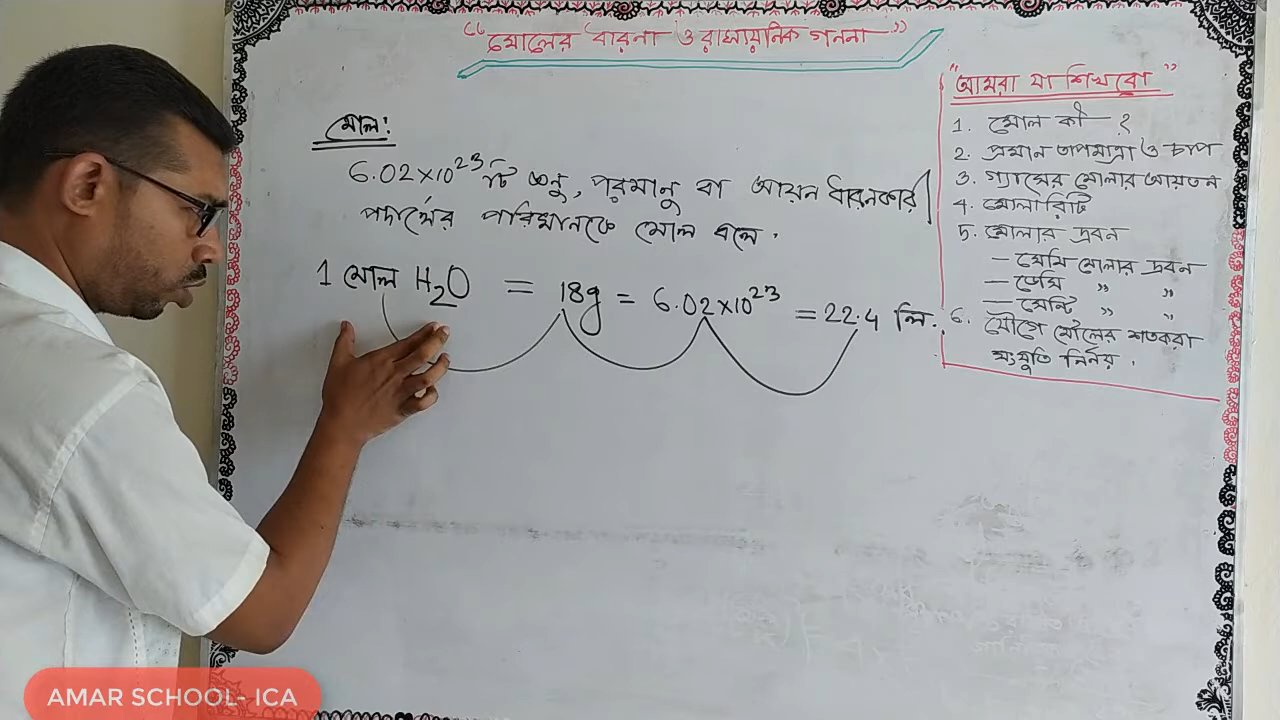 "মোলের ধারনা ও রাসায়নিক গননা"
মোল:
6.02×10²³ টি অনু, পরমানু বা আয়ন ধারনকারী
পদার্থের পরিমানকে মোল বলে.
1 মোল H₂O = 18g = 6.02×10²³ = 22.4 লি.
"আমরা যা শিখবো"
1. মোল কী ?
2. প্রমান তাপমাত্রা ও চাপ
3. গ্যাসের মোলার আয়তন
4. মোলারিটি
5. মোলার দ্রবন
— সেমি মোলার দ্রবন
— ডেসি " "
— সেন্টি " "
6. যৌগে মৌলের শতকরা
সংযুতি নির্নয়.
AMAR SCHOOL- ICA